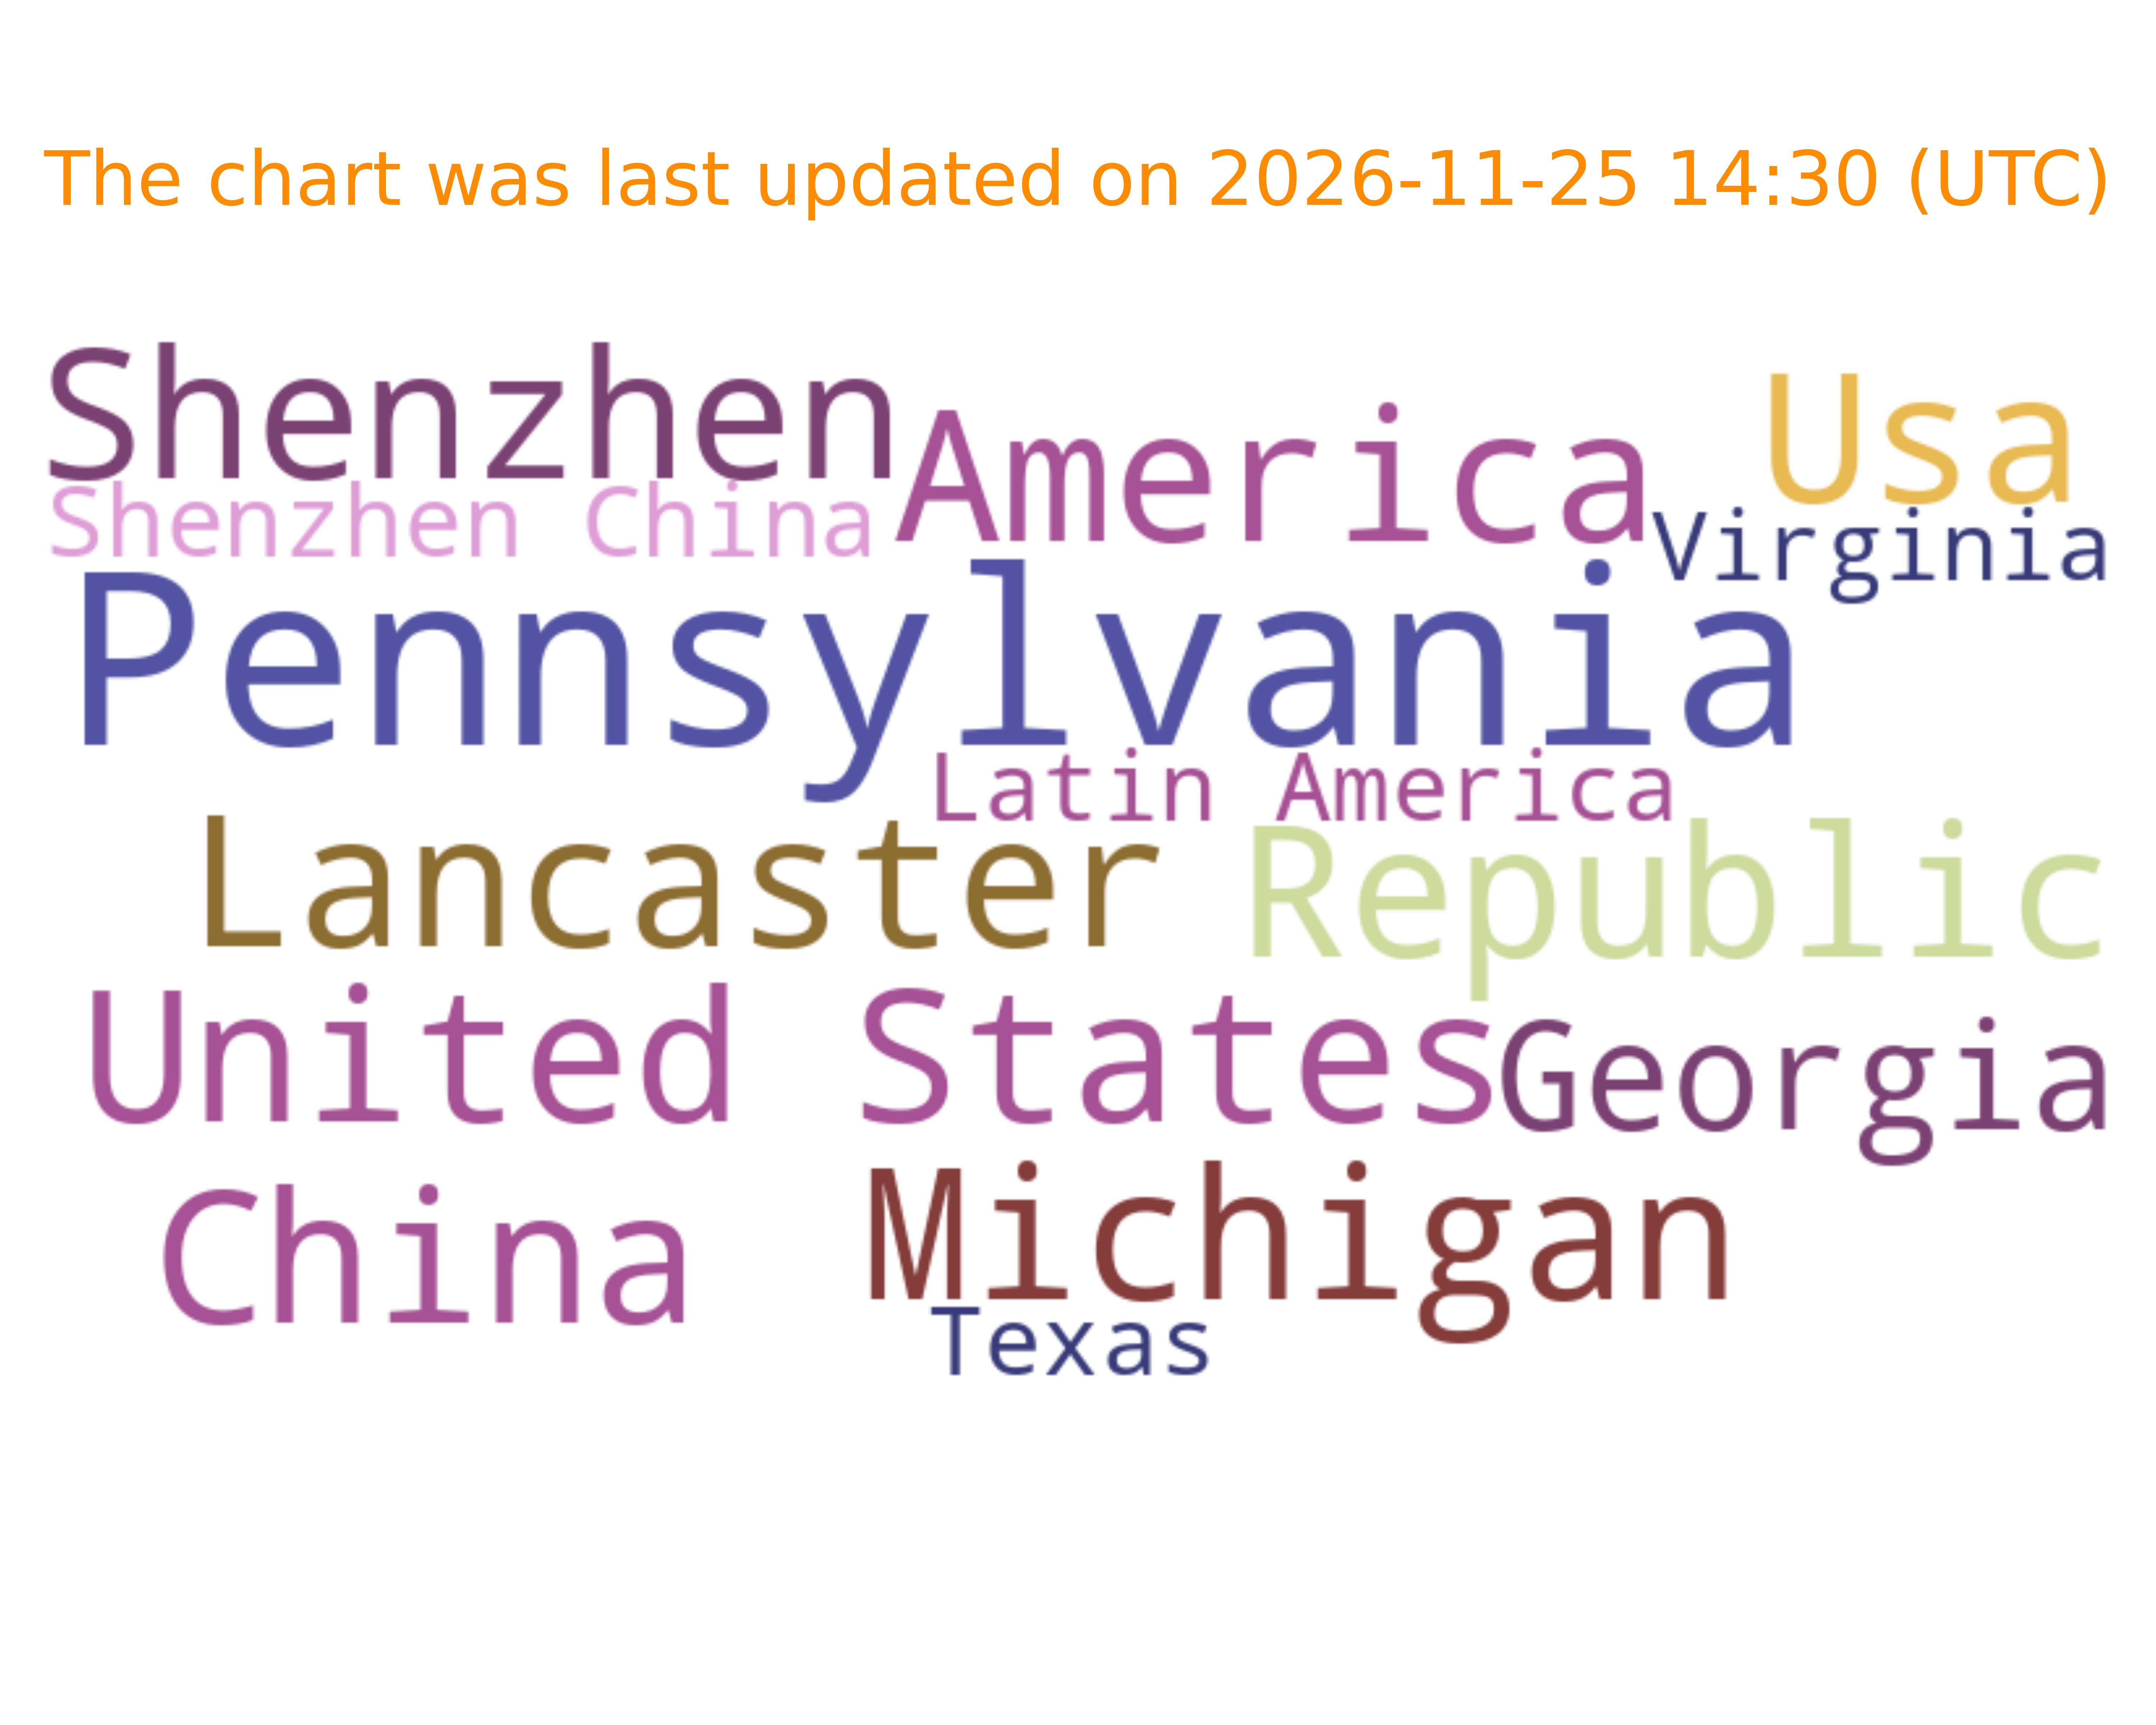 The chart was last updated on 2026-11-25 14:30 (UTC)
Shenzhen
America
Usa
Shenzhen China
Virginia
Pennsylvania
Latin America
Lancaster
Republic
United States
Georgia
China
Michigan
Texas